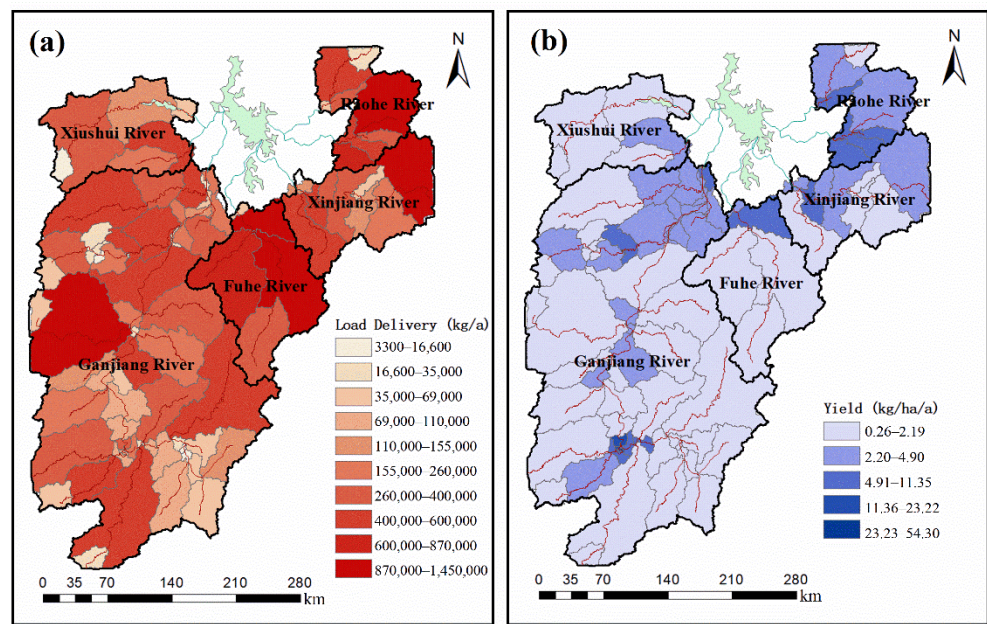 (a)
N
Xiushui River
Raohe River
Xinjiang River
Fuhe River
Ganjiang River
Load Delivery (kg/a)
3300–16,600
16,600–35,000
35,000–69,000
69,000–110,000
110,000–155,000
155,000–260,000
260,000–400,000
400,000–600,000
600,000–870,000
870,000–1,450,000
0 35 70 140 210 280
km
(b)
N
Xiushui River
Raohe River
Xinjiang River
Fuhe River
Ganjiang River
Yield (kg/ha/a)
0.26–2.19
2.20–4.90
4.91–11.35
11.36–23.22
23.23–54.30
0 35 70 140 210 280
km